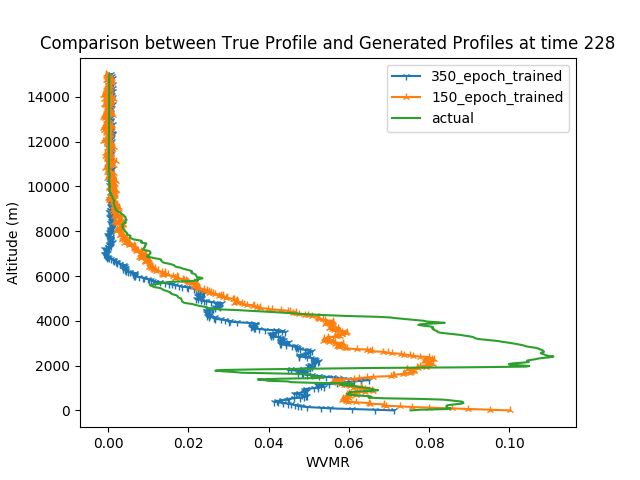 Comparison between True Profile and Generated Profiles at time 228
350_epoch_trained
150_epoch_trained
actual
Altitude (m)
14000
12000
10000
8000
6000
4000
2000
0
0.00 0.02 0.04 0.06 0.08 0.10
WVMR